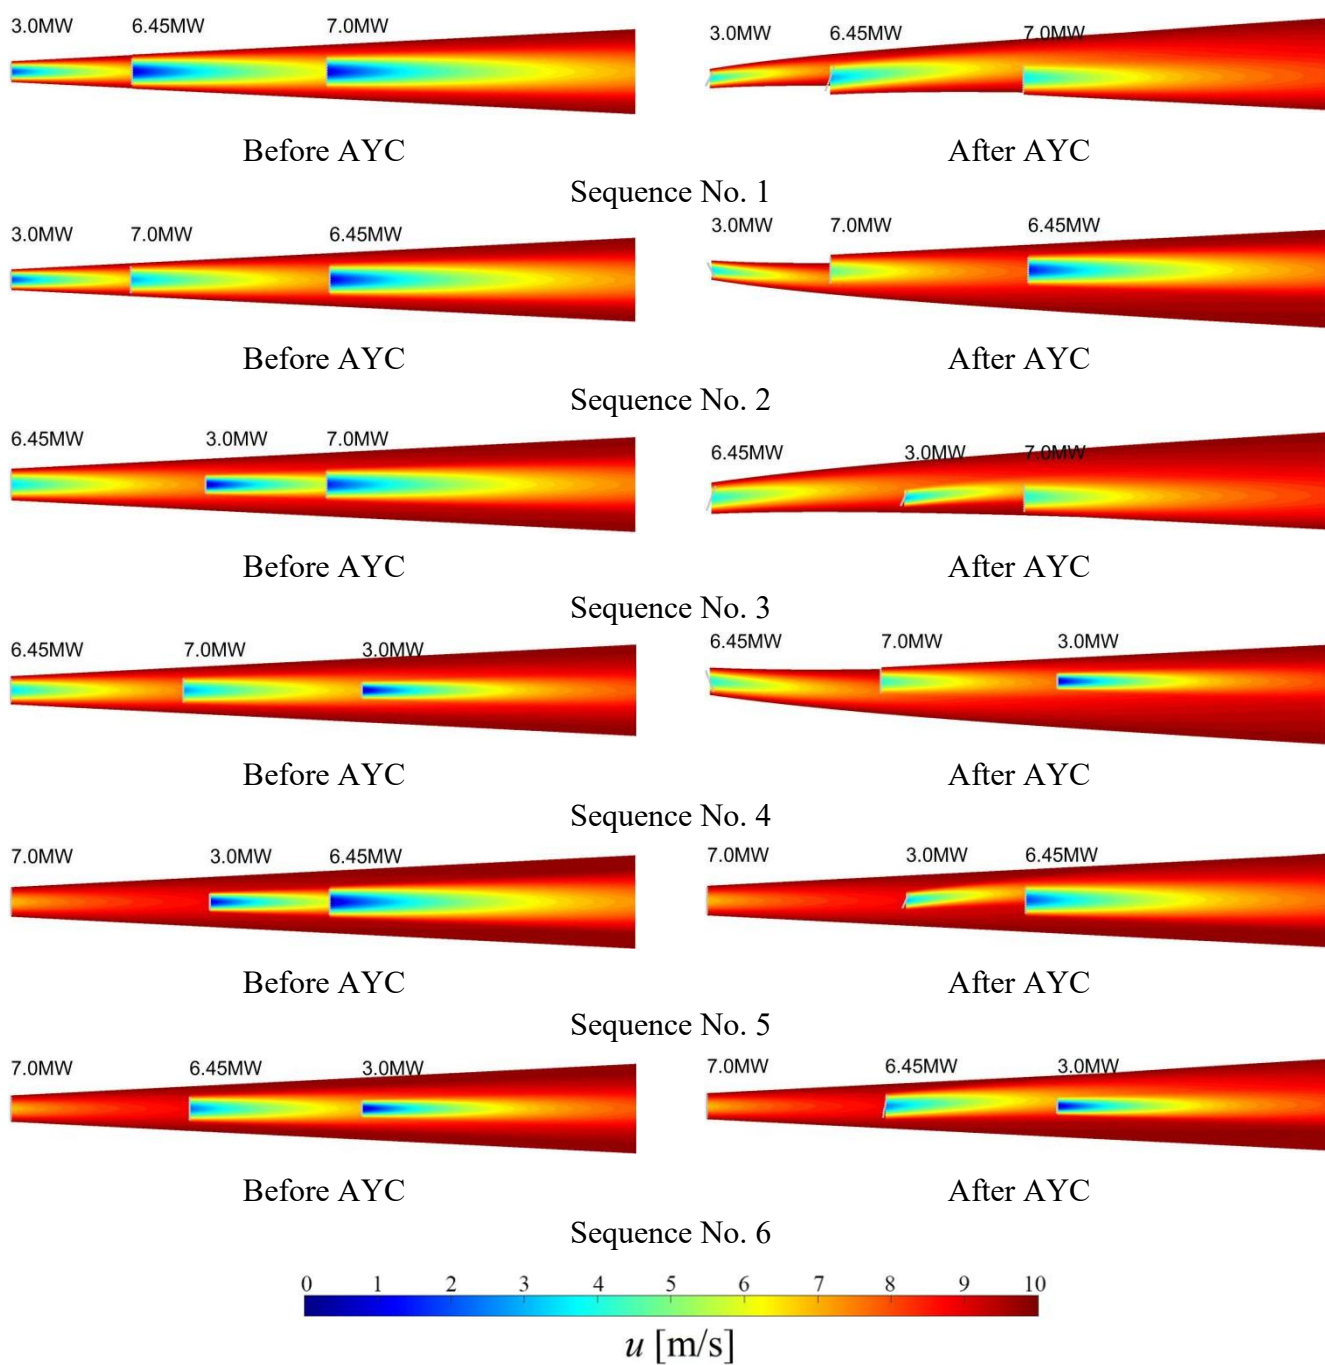 3.0MW 6.45MW 7.0MW 3.0MW 6.45MW 7.0MW
Before AYC After AYC
Sequence No. 1
3.0MW 7.0MW 6.45MW 3.0MW 7.0MW 6.45MW
Before AYC After AYC
Sequence No. 2
6.45MW 3.0MW 7.0MW 6.45MW 3.0MW 7.0MW
Before AYC After AYC
Sequence No. 3
6.45MW 7.0MW 3.0MW 6.45MW 7.0MW 3.0MW
Before AYC After AYC
Sequence No. 4
7.0MW 3.0MW 6.45MW 7.0MW 3.0MW 6.45MW
Before AYC After AYC
Sequence No. 5
7.0MW 6.45MW 3.0MW 7.0MW 6.45MW 3.0MW
Before AYC After AYC
Sequence No. 6
0 1 2 3 4 5 6 7 8 9 10
u [m/s]